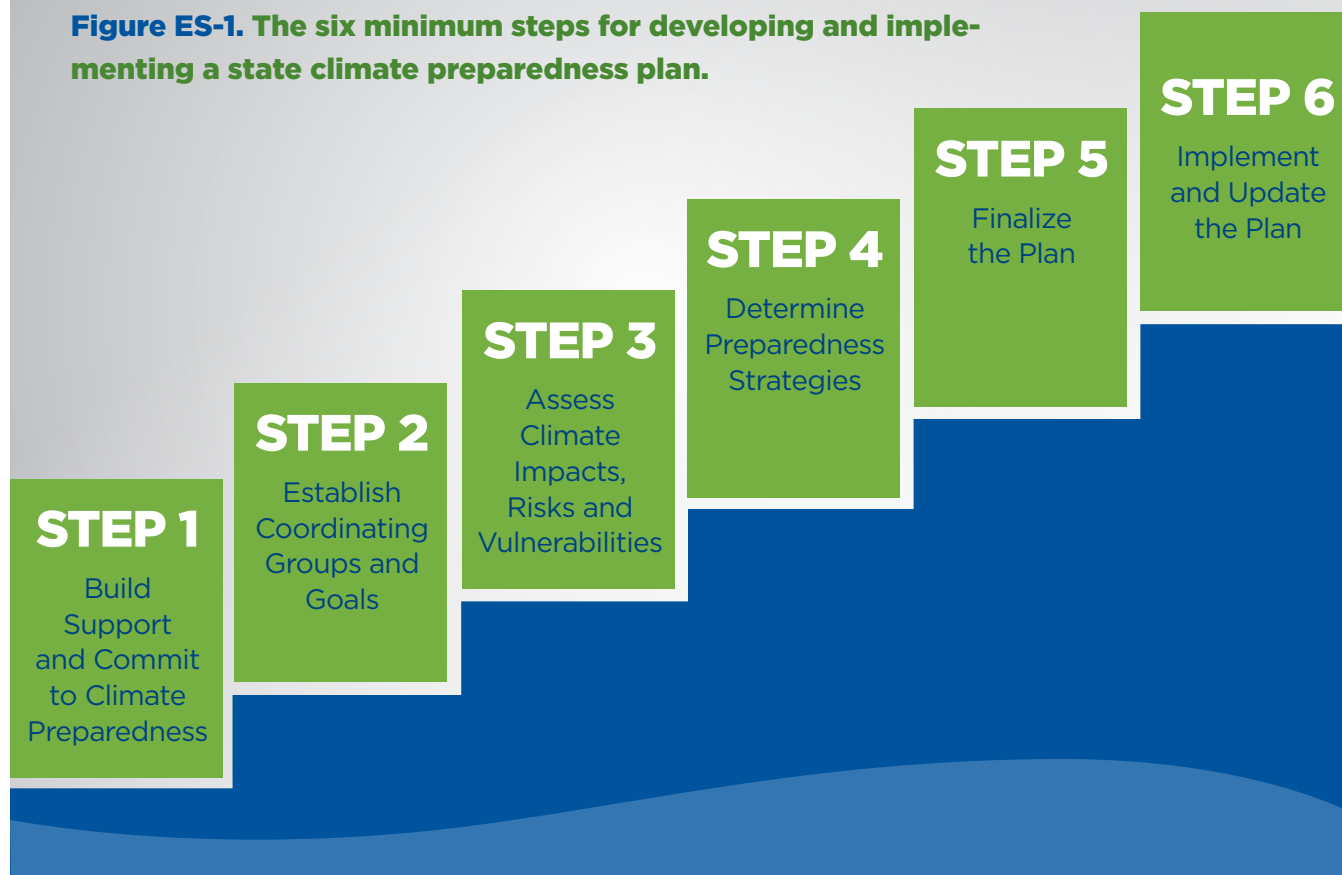 Figure ES-1. The six minimum steps for developing and imple-
menting a state climate preparedness plan.
STEP 1
Build
Support
and Commit
to Climate
Preparedness
STEP 2
Establish
Coordinating
Groups and
Goals
STEP 3
Assess
Climate
Impacts,
Risks and
Vulnerabilities
STEP 4
Determine
Preparedness
Strategies
STEP 5
Finalize
the Plan
STEP 6
Implement
and Update
the Plan